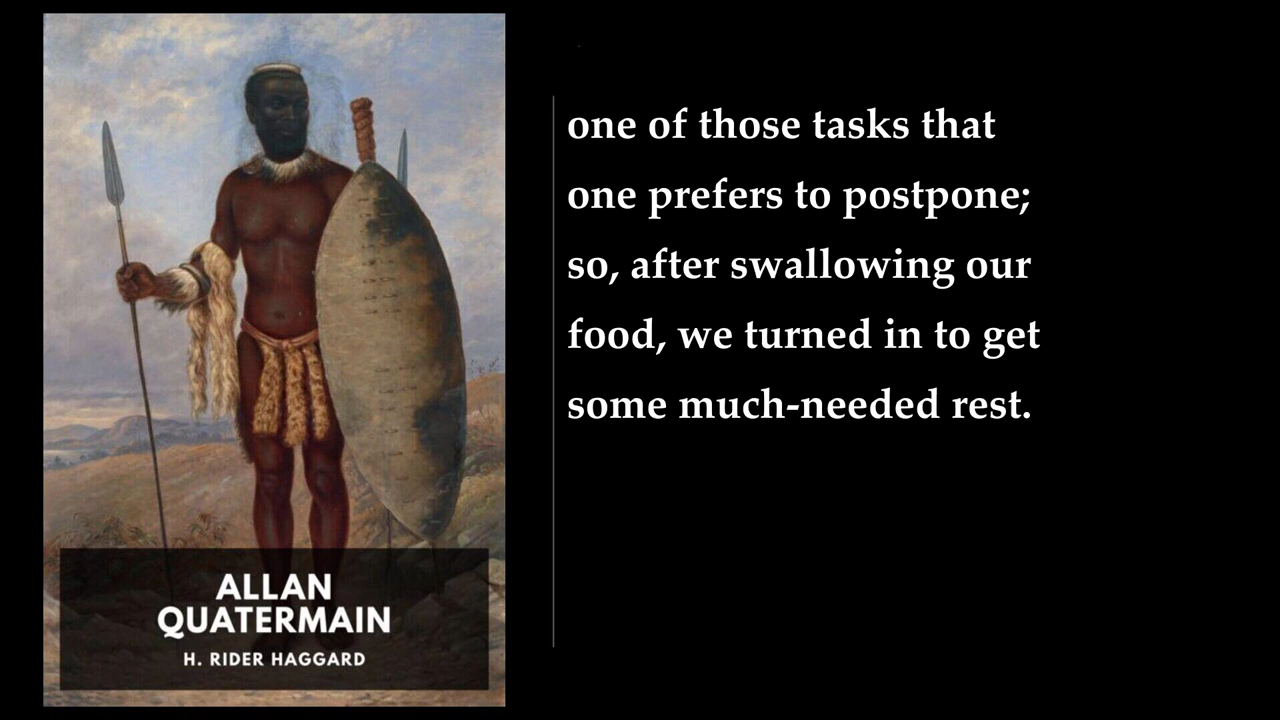 ALLAN
QUATERMAIN
H. RIDER HAGGARD
one of those tasks that
one prefers to postpone;
so, after swallowing our
food, we turned in to get
some much-needed rest.